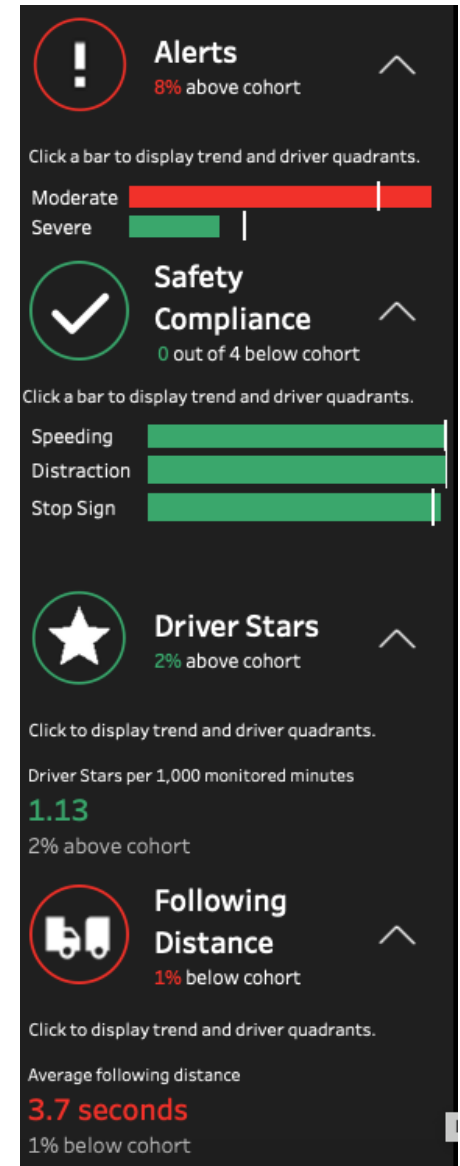 Alerts
8% above cohort
Click a bar to display trend and driver quadrants.
Moderate
Severe
Safety
Compliance
0 out of 4 below cohort
Click a bar to display trend and driver quadrants.
Speeding
Distraction
Stop Sign
Driver Stars
2% above cohort
Click to display trend and driver quadrants.
Driver Stars per 1,000 monitored minutes
1.13
2% above cohort
Following
Distance
1% below cohort
Click to display trend and driver quadrants.
Average following distance
3.7 seconds
1% below cohort